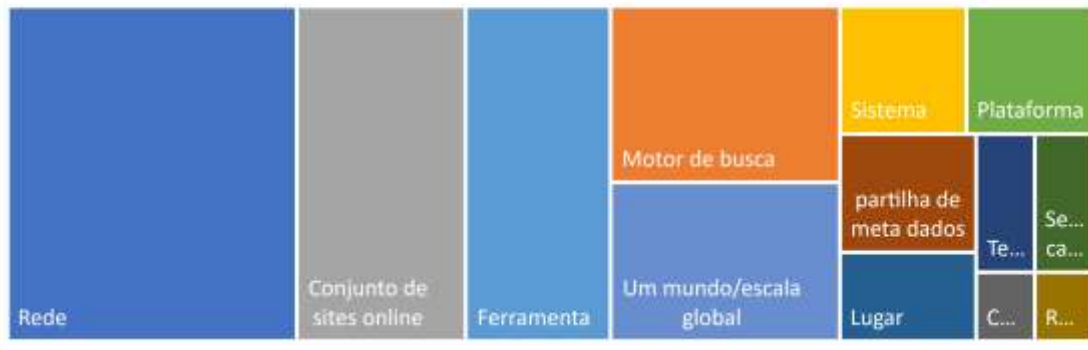 Rede
Conjunto de
sites online
Ferramenta
Motor de busca
Um mundo/escala
global
Sistema
Plataforma
partilha de
meta dados
Lugar
Te...
Se...
ca...
C...
R...